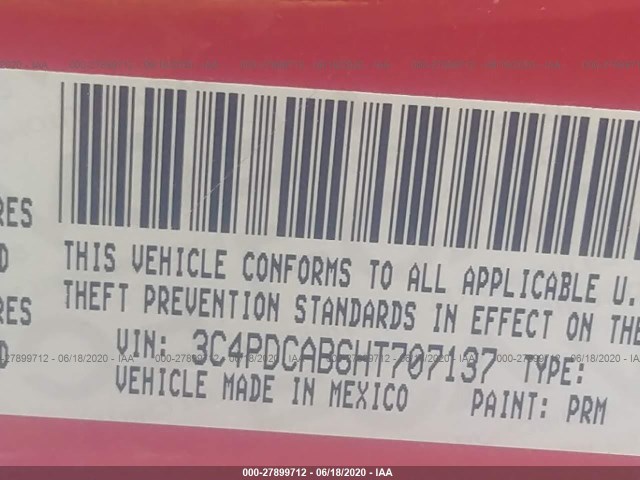 RES
D
RES
D
THIS VEHICLE CONFORMS TO ALL APPLICABLE U.
THEFT PREVENTION STANDARDS IN EFFECT ON THE
VIN: 3C4PDCAB6HT707137 TYPE:
VEHICLE MADE IN MEXICO PAINT: PRM
000-27899712 - 06/18/2020 - IAA